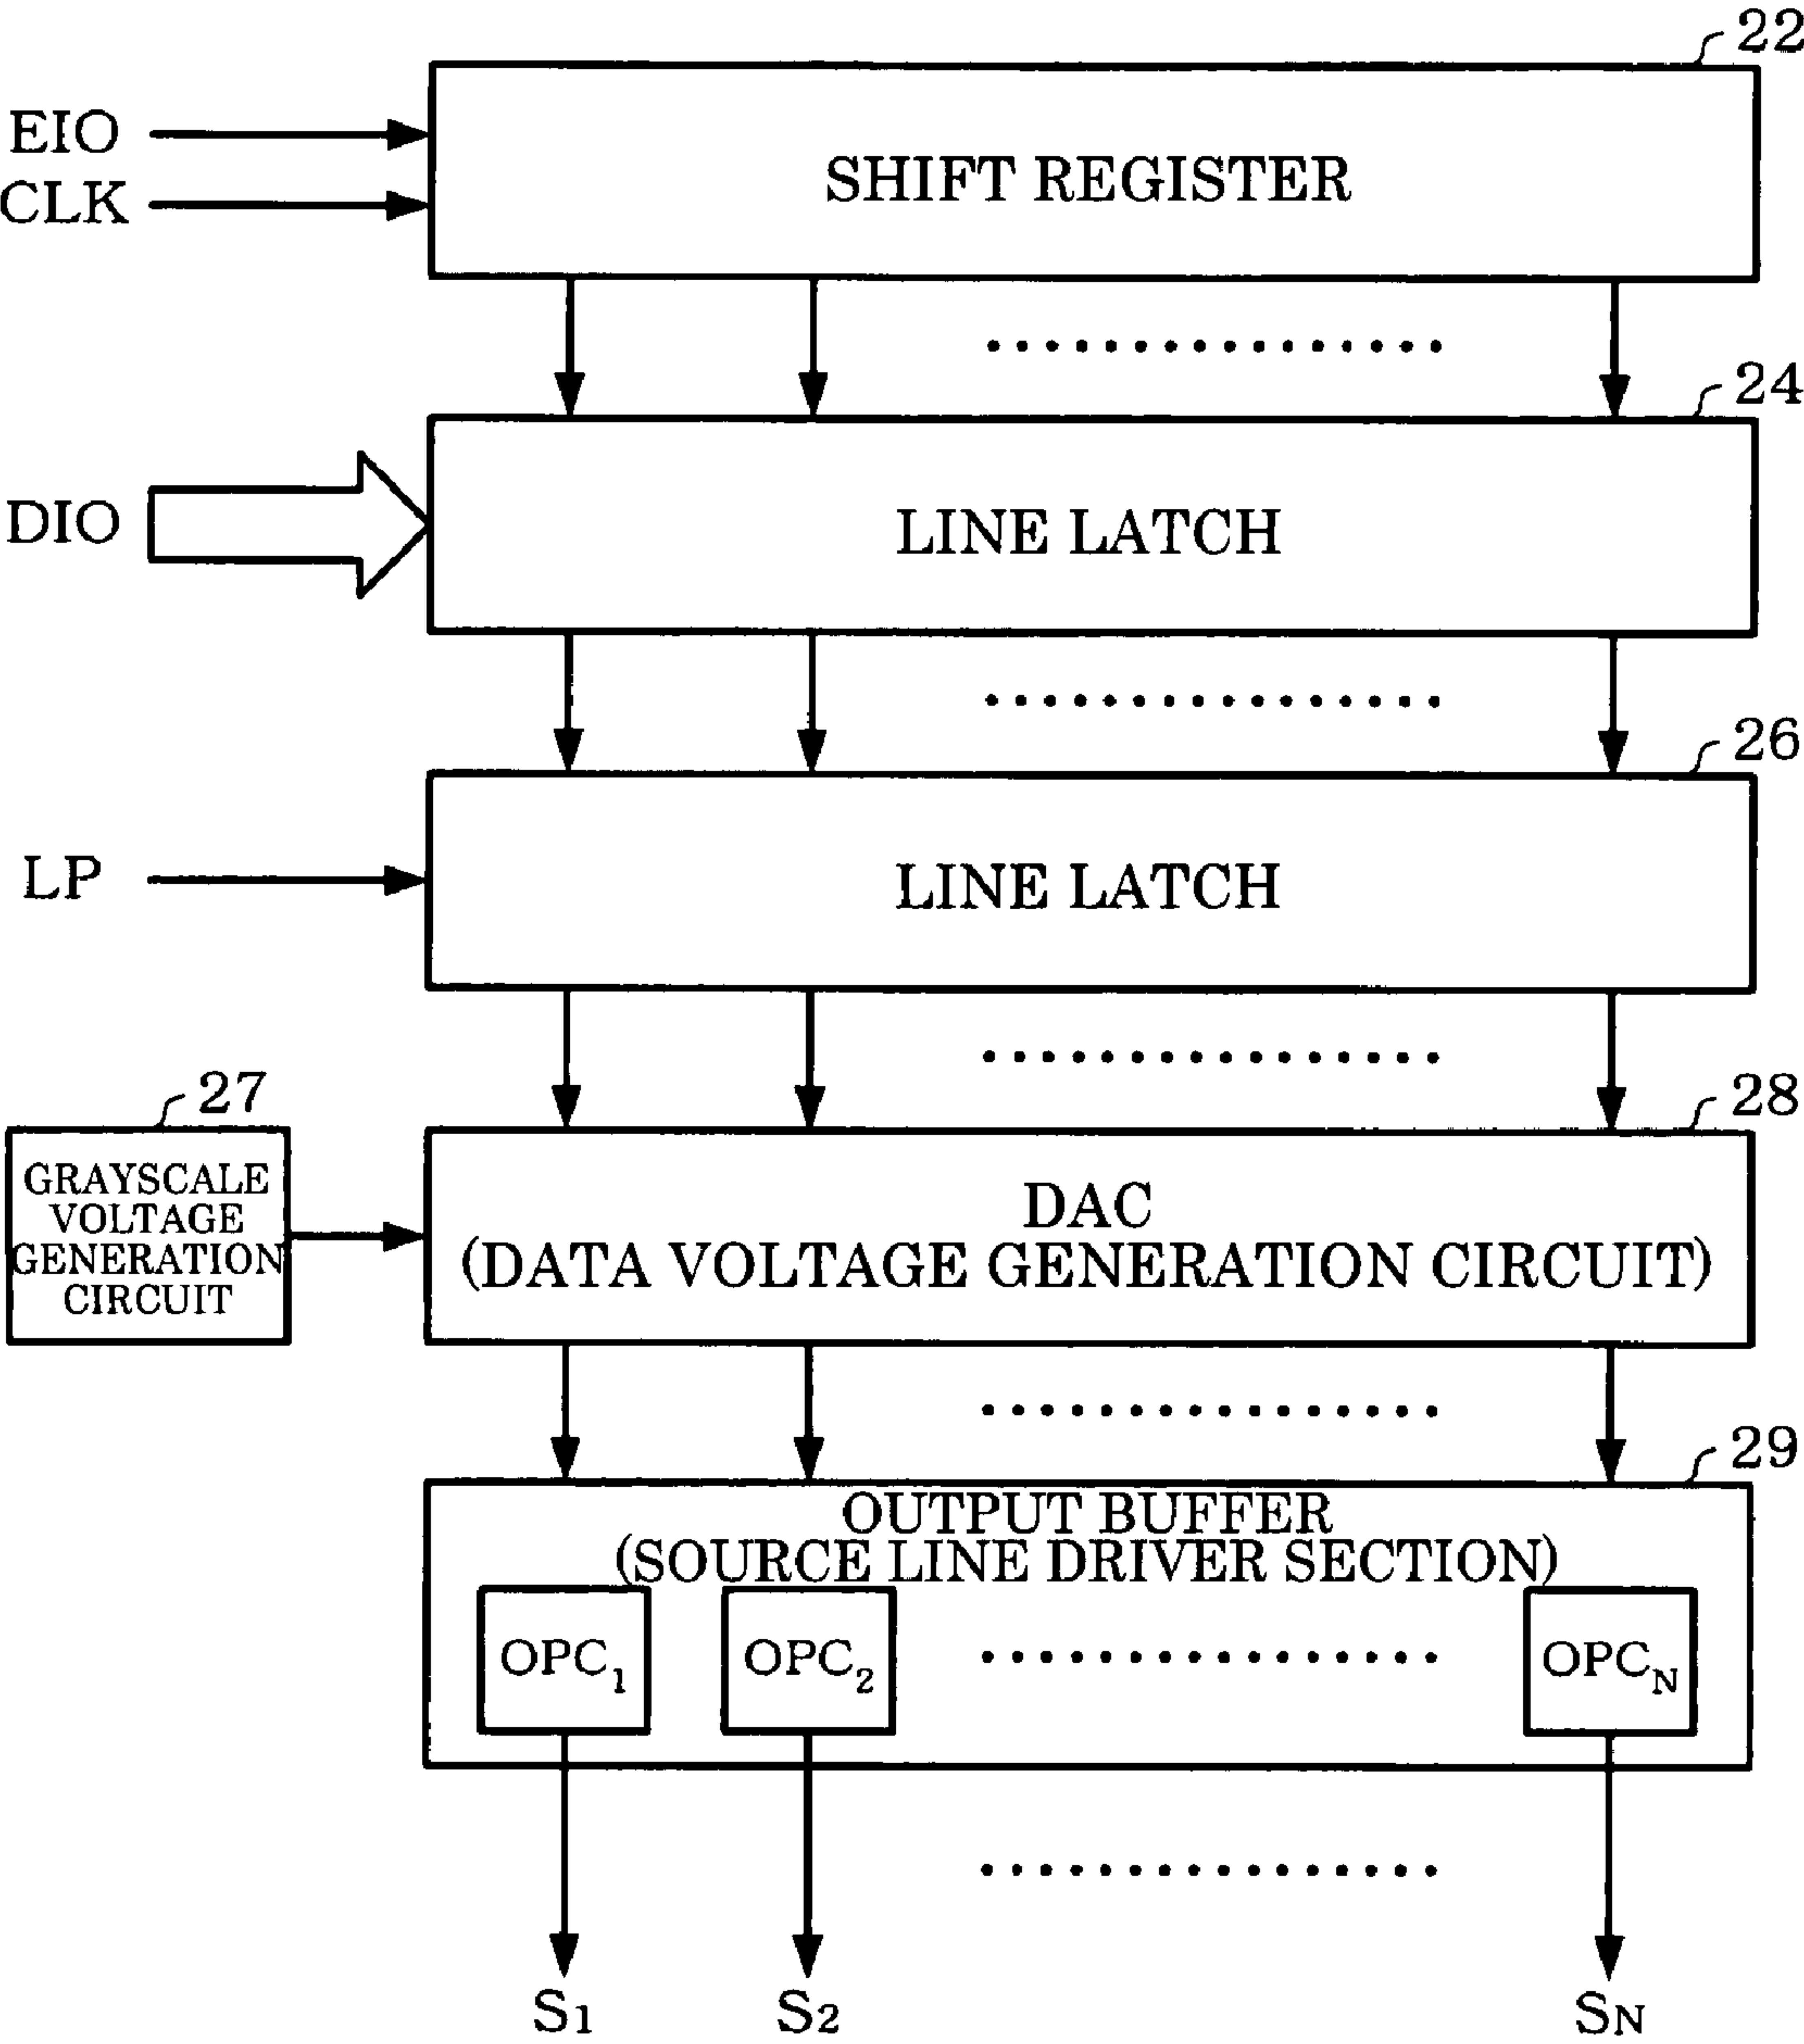 22
EIO
CLK
SHIFT REGISTER
24
DIO
LINE LATCH
26
LP
LINE LATCH
27
28
GRAYSCALE
VOLTAGE
GENERATION
CIRCUIT
DAC
(DATA VOLTAGE GENERATION CIRCUIT)
29
OUTPUT BUFFER
(SOURCE LINE DRIVER SECTION)
OPC1 OPC2 OPCN
S1 S2 SN